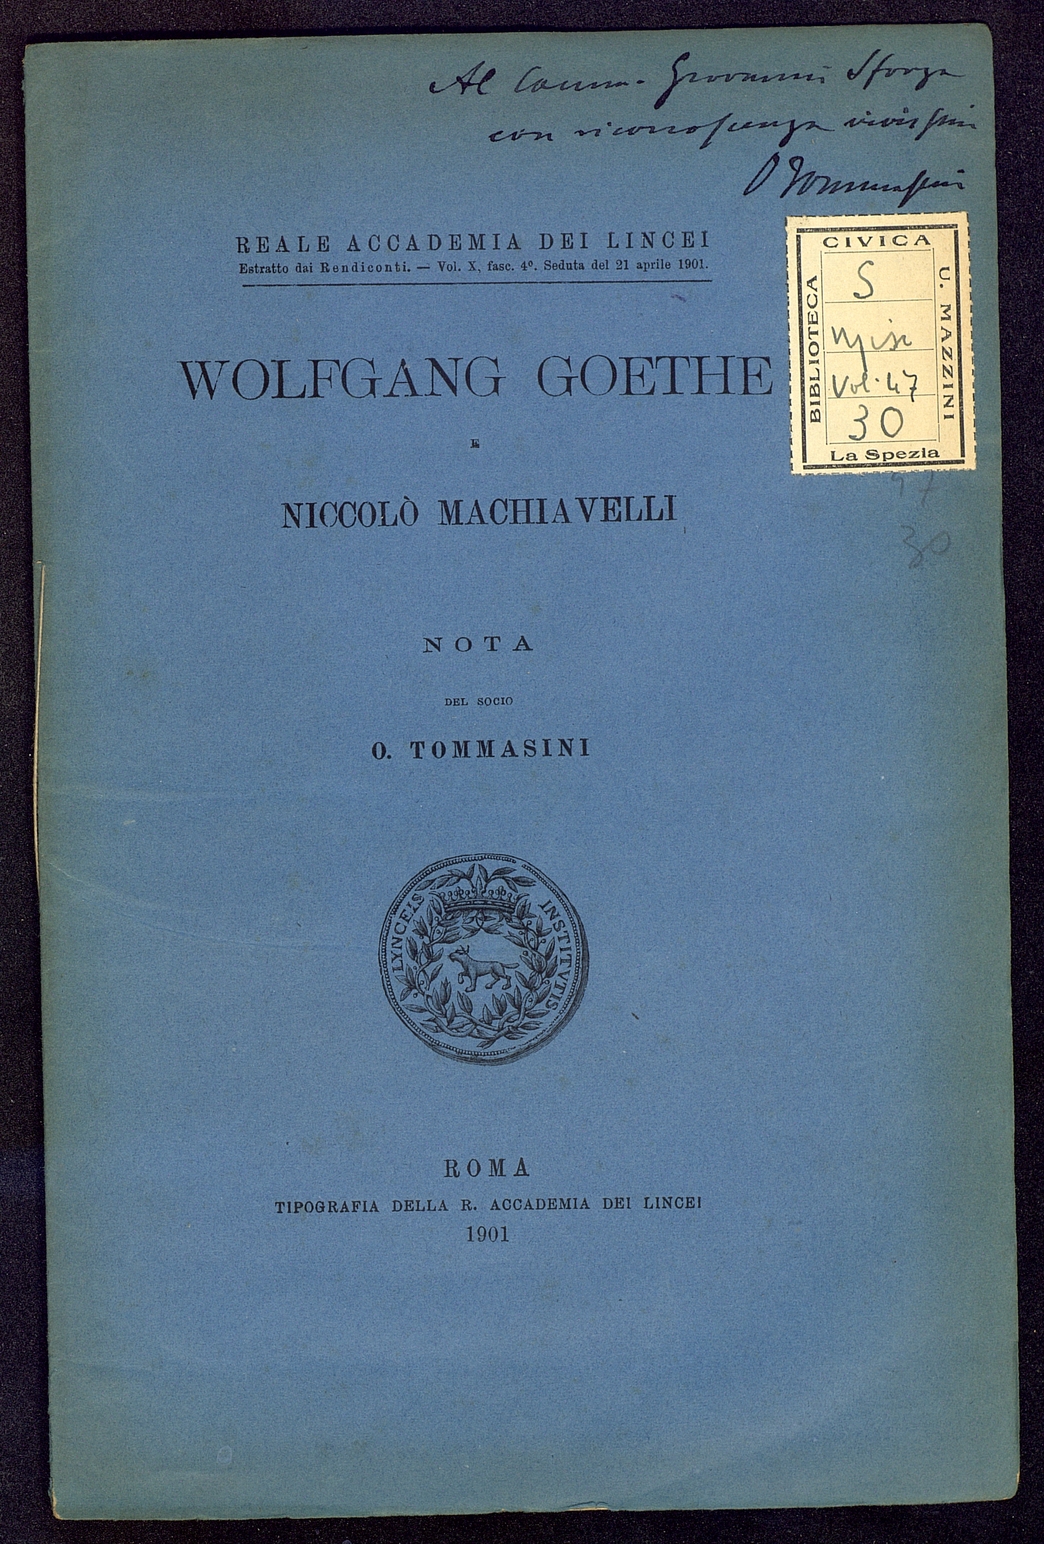 Al Comm. Giovanni Sforza
con riconoscenza vivissima
O Tommasini
REALE ACCADEMIA DEI LINCEI
Estratto dai Rendiconti. — Vol. X, fasc. 4º. Seduta del 21 aprile 1901.
CIVICA
BIBLIOTECA
U. MAZZINI
S
Misc
Vol. 47
30
La Spezia
47
30
WOLFGANG GOETHE
E
NICCOLÒ MACHIAVELLI
NOTA
DEL SOCIO
O. TOMMASINI
LYNCEIS INSTITVTIS
ROMA
TIPOGRAFIA DELLA R. ACCADEMIA DEI LINCEI
1901